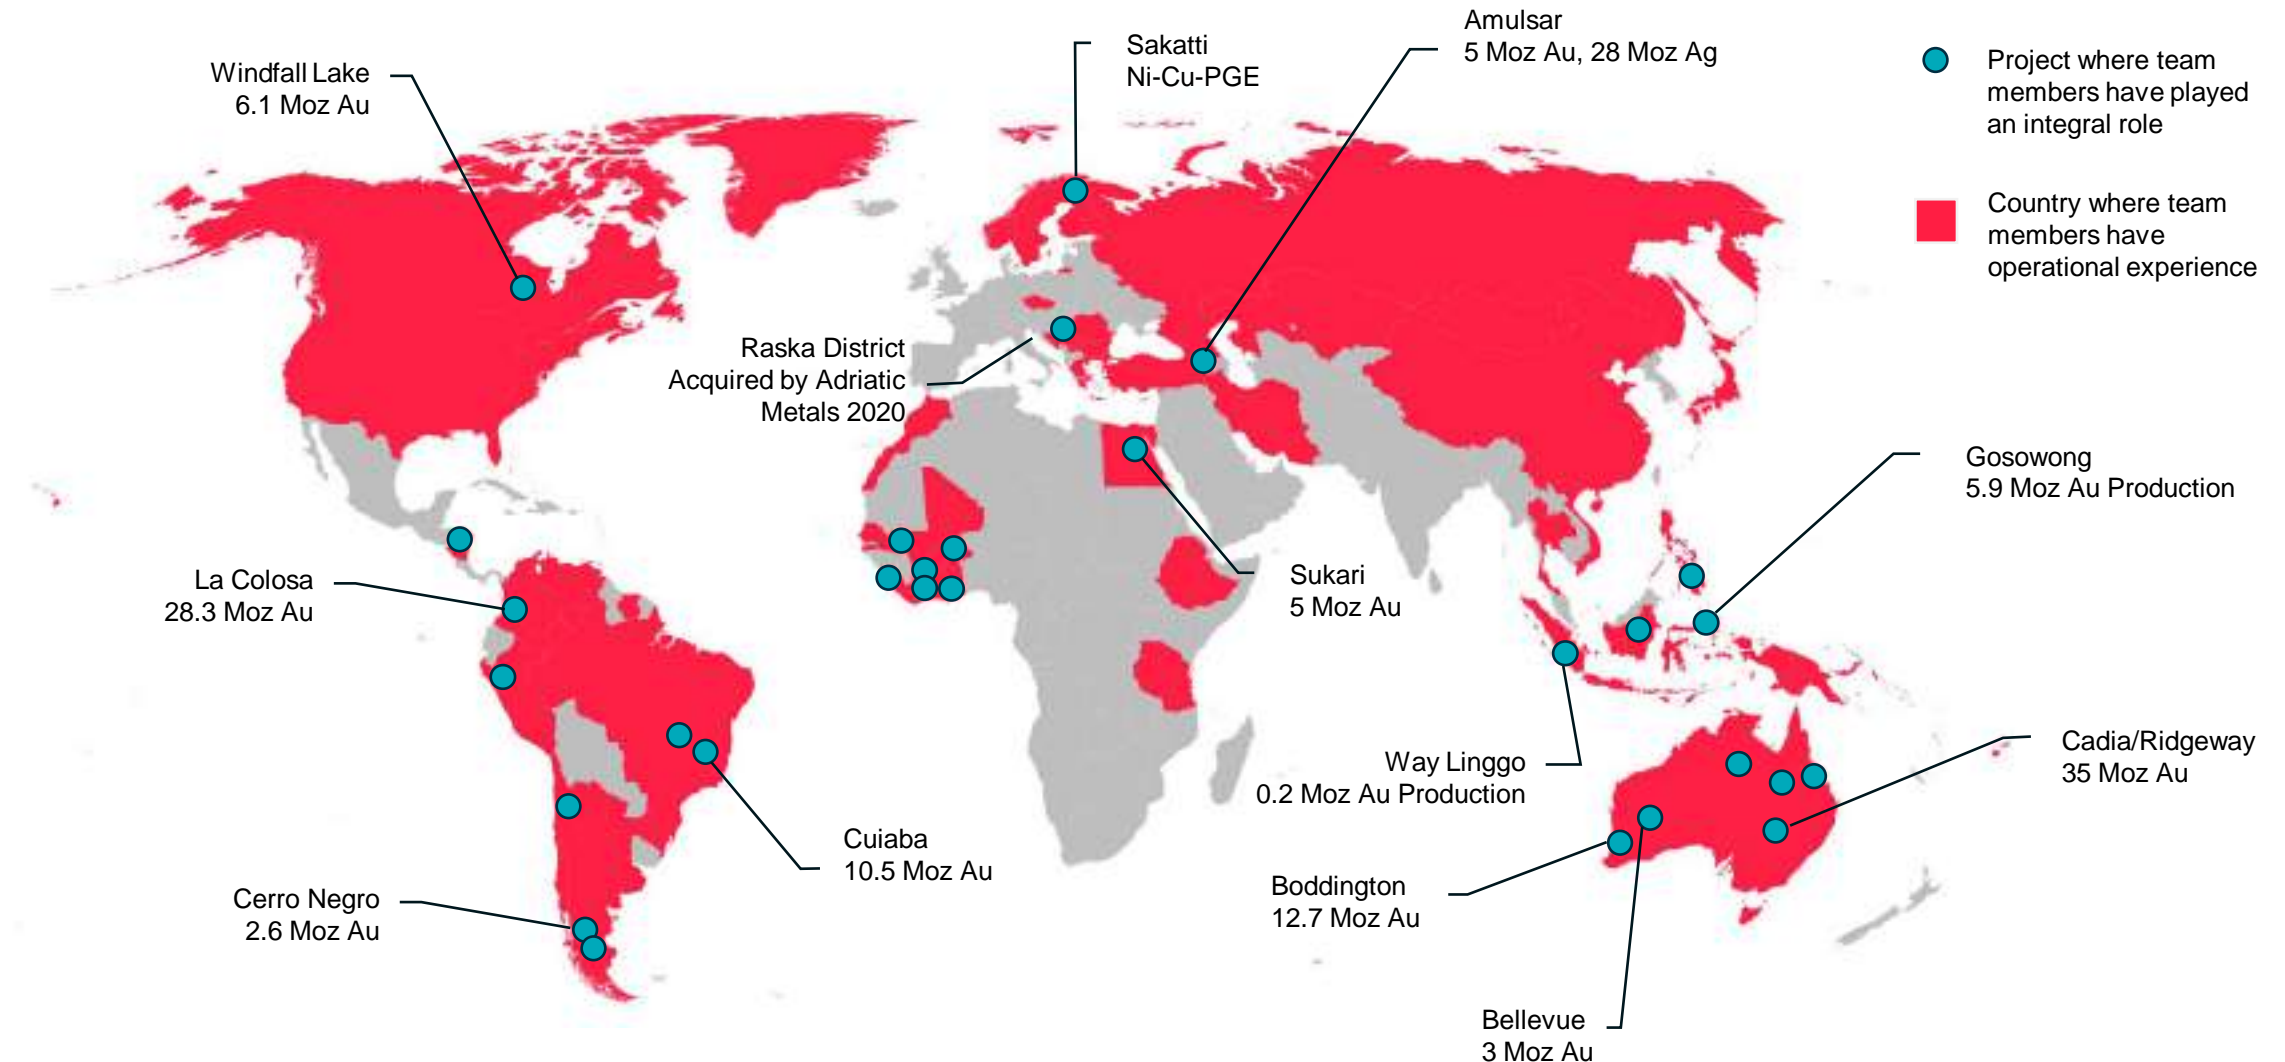 Windfall Lake
6.1 Moz Au
Sakatti
Ni-Cu-PGE
Amulsar
5 Moz Au, 28 Moz Ag
Project where team
members have played
an integral role
Country where team
members have
operational experience
Raska District
Acquired by Adriatic
Metals 2020
Gosowong
5.9 Moz Au Production
La Colosa
28.3 Moz Au
Sukari
5 Moz Au
Way Linggo
0.2 Moz Au Production
Cadia/Ridgeway
35 Moz Au
Cuiaba
10.5 Moz Au
Cerro Negro
2.6 Moz Au
Boddington
12.7 Moz Au
Bellevue
3 Moz Au